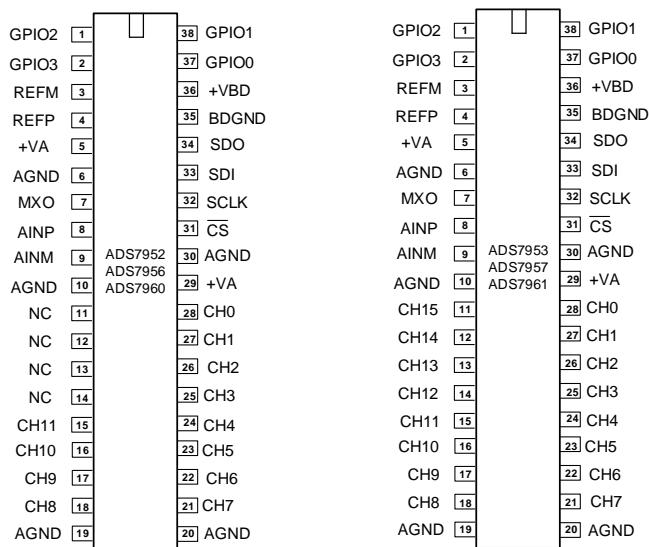 GPIO2 1 38 GPIO1
GPIO3 2 37 GPIO0
REFM 3 36 +VBD
REFP 4 35 BDGND
+VA 5 34 SDO
AGND 6 33 SDI
MXO 7 32 SCLK
AINP 8 31 CS
AINM 9 ADS7952 30 AGND
ADS7956
AGND 10 ADS7960 29 +VA
NC 11 28 CH0
NC 12 27 CH1
NC 13 26 CH2
NC 14 25 CH3
CH11 15 24 CH4
CH10 16 23 CH5
CH9 17 22 CH6
CH8 18 21 CH7
AGND 19 20 AGND
GPIO2 1 38 GPIO1
GPIO3 2 37 GPIO0
REFM 3 36 +VBD
REFP 4 35 BDGND
+VA 5 34 SDO
AGND 6 33 SDI
MXO 7 32 SCLK
AINP 8 31 CS
AINM 9 ADS7953 30 AGND
ADS7957
AGND 10 ADS7961 29 +VA
CH15 11 28 CH0
CH14 12 27 CH1
CH13 13 26 CH2
CH12 14 25 CH3
CH11 15 24 CH4
CH10 16 23 CH5
CH9 17 22 CH6
CH8 18 21 CH7
AGND 19 20 AGND